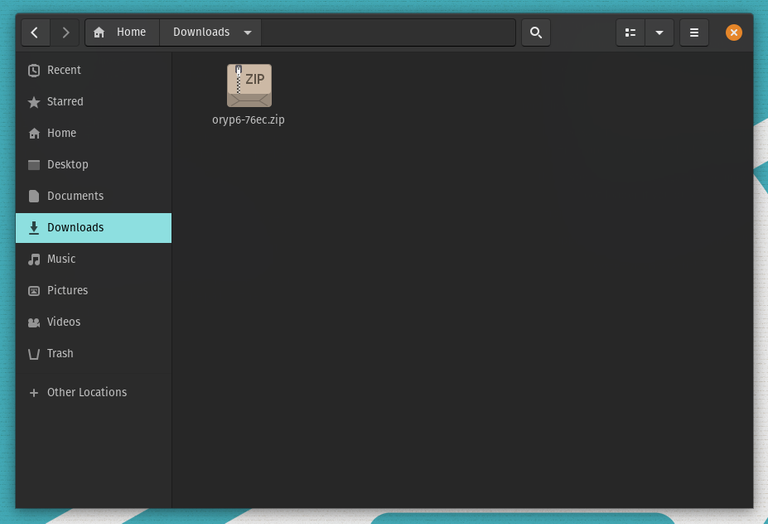 Home
Downloads
Recent
Starred
Home
Desktop
Documents
Downloads
Music
Pictures
Videos
Trash
Other Locations
ZIP
oryp6-76ec.zip